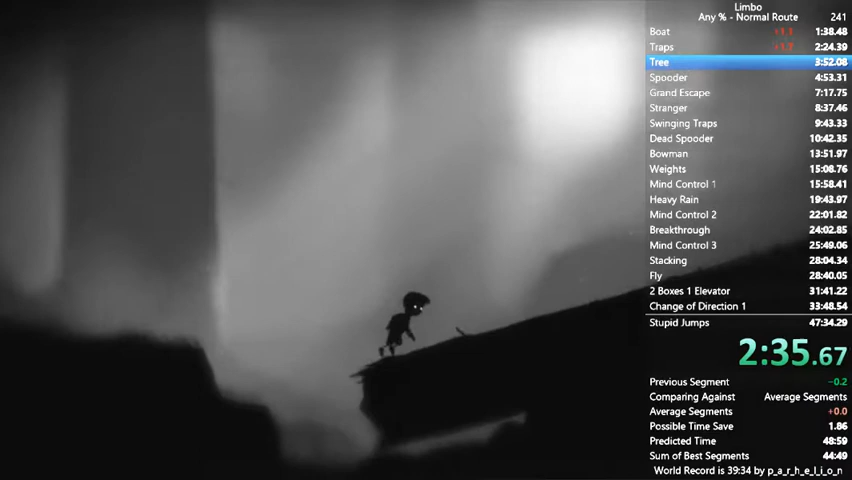 Limbo
Any % - Normal Route 241
Boat +1.1 1:38.48
Traps +1.7 2:24.39
Tree 3:52.08
Spooder 4:53.31
Grand Escape 7:17.75
Stranger 8:37.46
Swinging Traps 9:43.33
Dead Spooder 10:42.35
Bowman 13:51.97
Weights 15:08.76
Mind Control 1 15:58.41
Heavy Rain 19:43.97
Mind Control 2 22:01.82
Breakthrough 24:02.85
Mind Control 3 25:49.06
Stacking 28:04.34
Fly 28:40.05
2 Boxes 1 Elevator 31:41.22
Change of Direction 1 33:48.54
Stupid Jumps 47:34.29
2:35.67
Previous Segment −0.2
Comparing Against Average Segments
Average Segments +0.0
Possible Time Save 1.86
Predicted Time 48:59
Sum of Best Segments 44:49
World Record is 39:34 by p_a_r_h_e_l_i_o_n